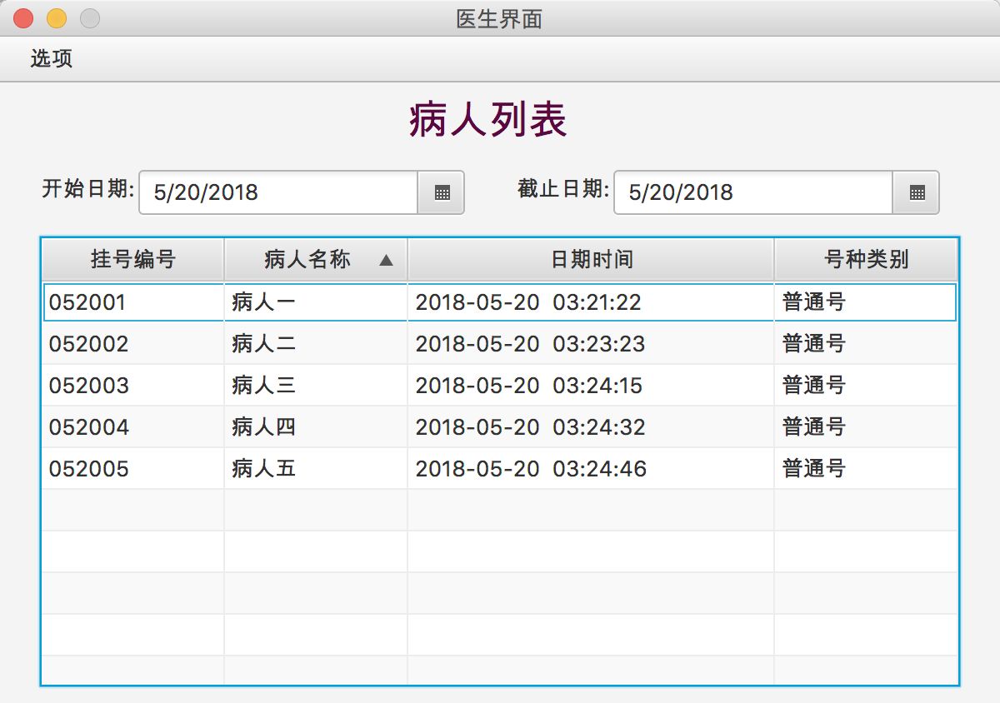 医生界面
选项
病人列表
开始日期: 5/20/2018 截止日期: 5/20/2018
挂号编号 病人名称 ▲ 日期时间 号种类别
052001 病人一 2018-05-20 03:21:22 普通号
052002 病人二 2018-05-20 03:23:23 普通号
052003 病人三 2018-05-20 03:24:15 普通号
052004 病人四 2018-05-20 03:24:32 普通号
052005 病人五 2018-05-20 03:24:46 普通号